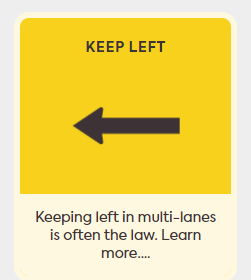 KEEP LEFT
Keeping left in multi-lanes
is often the law. Learn
more....